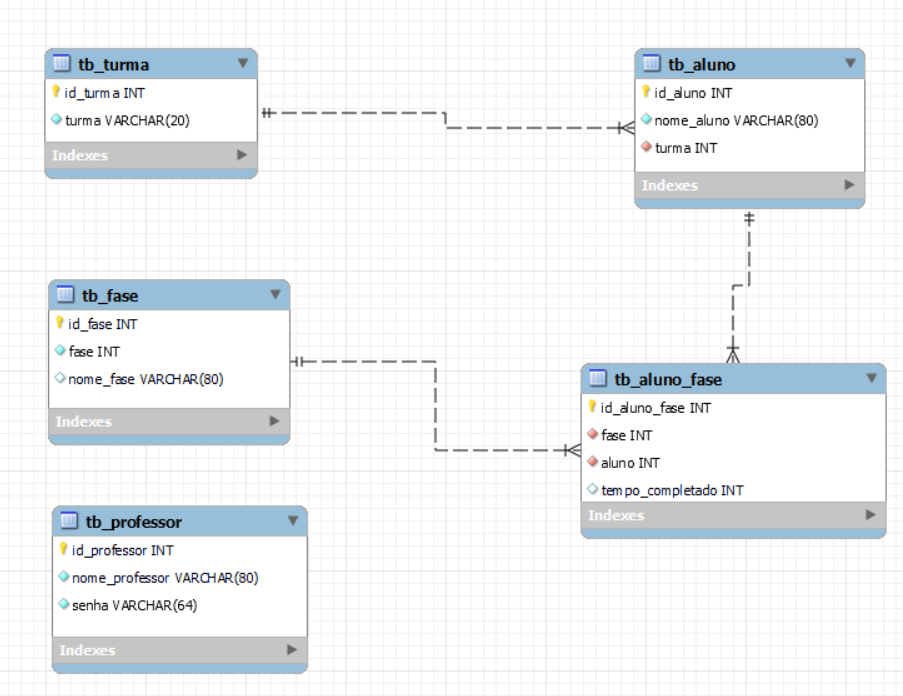 tb_turma
id_turma INT
turma VARCHAR(20)
Indexes
tb_aluno
id_aluno INT
nome_aluno VARCHAR(80)
turma INT
Indexes
tb_fase
id_fase INT
fase INT
nome_fase VARCHAR(80)
Indexes
tb_aluno_fase
id_aluno_fase INT
fase INT
aluno INT
tempo_completado INT
Indexes
tb_professor
id_professor INT
nome_professor VARCHAR(80)
senha VARCHAR(64)
Indexes